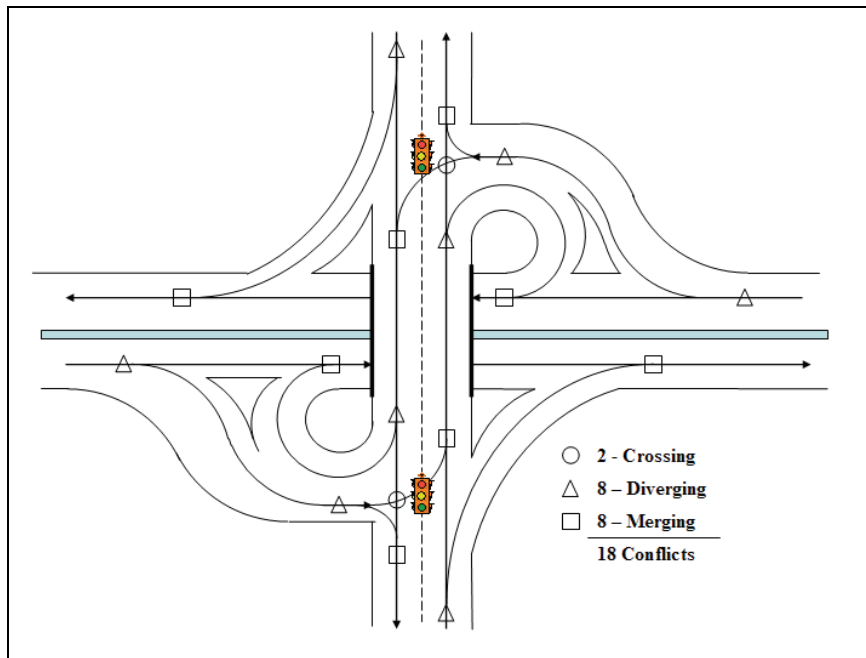 2 - Crossing
8 – Diverging
8 – Merging
18 Conflicts